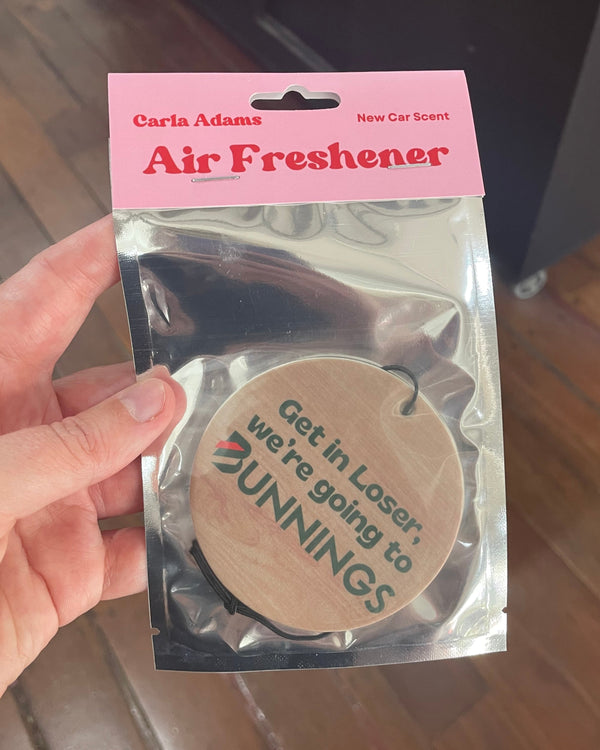 Carla Adams
New Car Scent
Air Freshener
Get in Loser,
we're going to
BUNNINGS